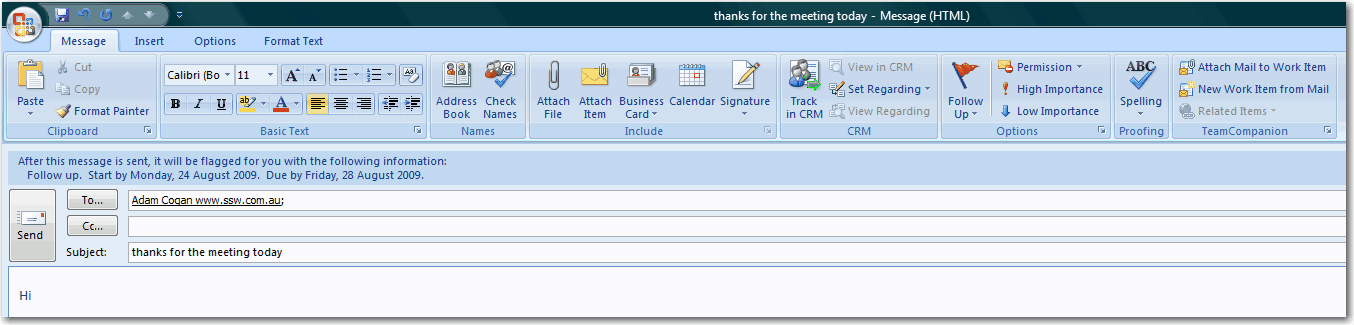 thanks for the meeting today - Message (HTML)
Message Insert Options Format Text
Paste
Cut
Copy
Format Painter
Clipboard
Calibri (Bo 11
B I U
Basic Text
Address Book
Check Names
Names
Attach File
Attach Item
Business Card
Calendar
Signature
Include
Track in CRM
View in CRM
Set Regarding
View Regarding
CRM
Follow Up
Permission
High Importance
Low Importance
Options
ABC
Spelling
Proofing
Attach Mail to Work Item
New Work Item from Mail
Related Items
TeamCompanion
After this message is sent, it will be flagged for you with the following information:
Follow up. Start by Monday, 24 August 2009. Due by Friday, 28 August 2009.
Send
To... Adam Cogan www.ssw.com.au;
Cc...
Subject: thanks for the meeting today
Hi